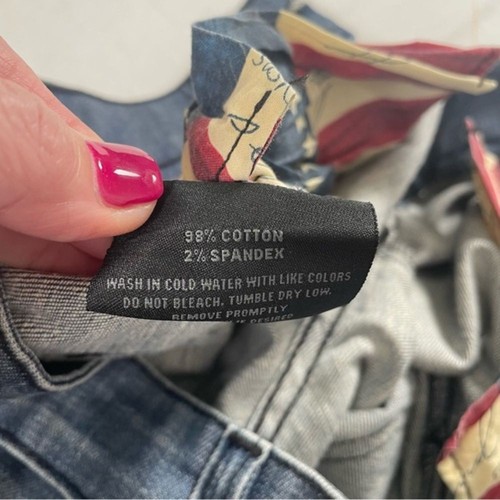 98% COTTON
2% SPANDEX
WASH IN COLD WATER WITH LIKE COLORS
DO NOT BLEACH. TUMBLE DRY LOW.
REMOVE PROMPTLY
DESIRED